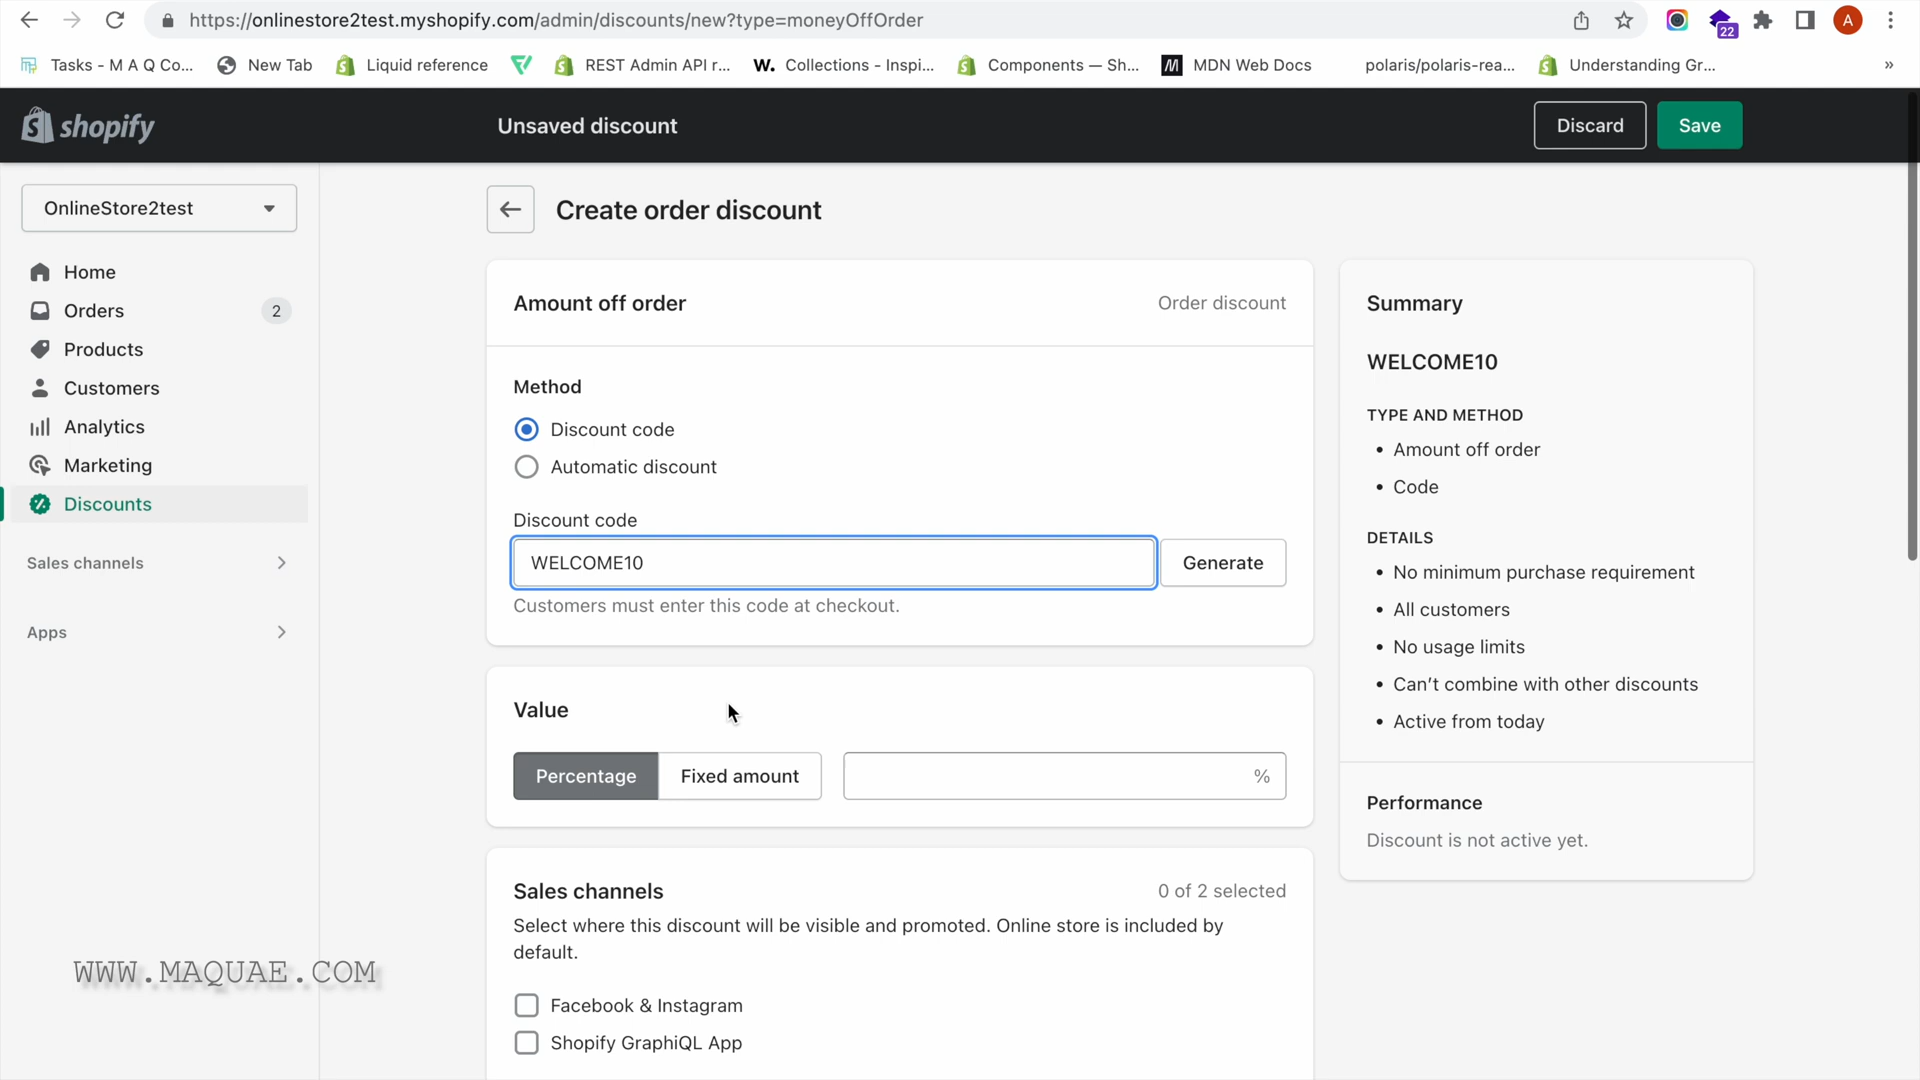 https://onlinestore2test.myshopify.com/admin/discounts/new?type=moneyOffOrder
A
22
Tasks - M A Q Co...
New Tab
Liquid reference
REST Admin API r...
W. Collections - Inspi...
Components — Sh...
M MDN Web Docs
polaris/polaris-rea...
Understanding Gr...
»
shopify
Unsaved discount
Discard
Save
OnlineStore2test
Home
Orders 2
Products
Customers
Analytics
Marketing
Discounts
Sales channels
Apps
Create order discount
Amount off order
Order discount
Method
Discount code
Automatic discount
Discount code
WELCOME10
Generate
Customers must enter this code at checkout.
Value
Percentage
Fixed amount
%
Sales channels
0 of 2 selected
Select where this discount will be visible and promoted. Online store is included by
default.
Facebook & Instagram
Shopify GraphiQL App
Summary
WELCOME10
TYPE AND METHOD
• Amount off order
• Code
DETAILS
• No minimum purchase requirement
• All customers
• No usage limits
• Can’t combine with other discounts
• Active from today
Performance
Discount is not active yet.
WWW.MAQUAE.COM